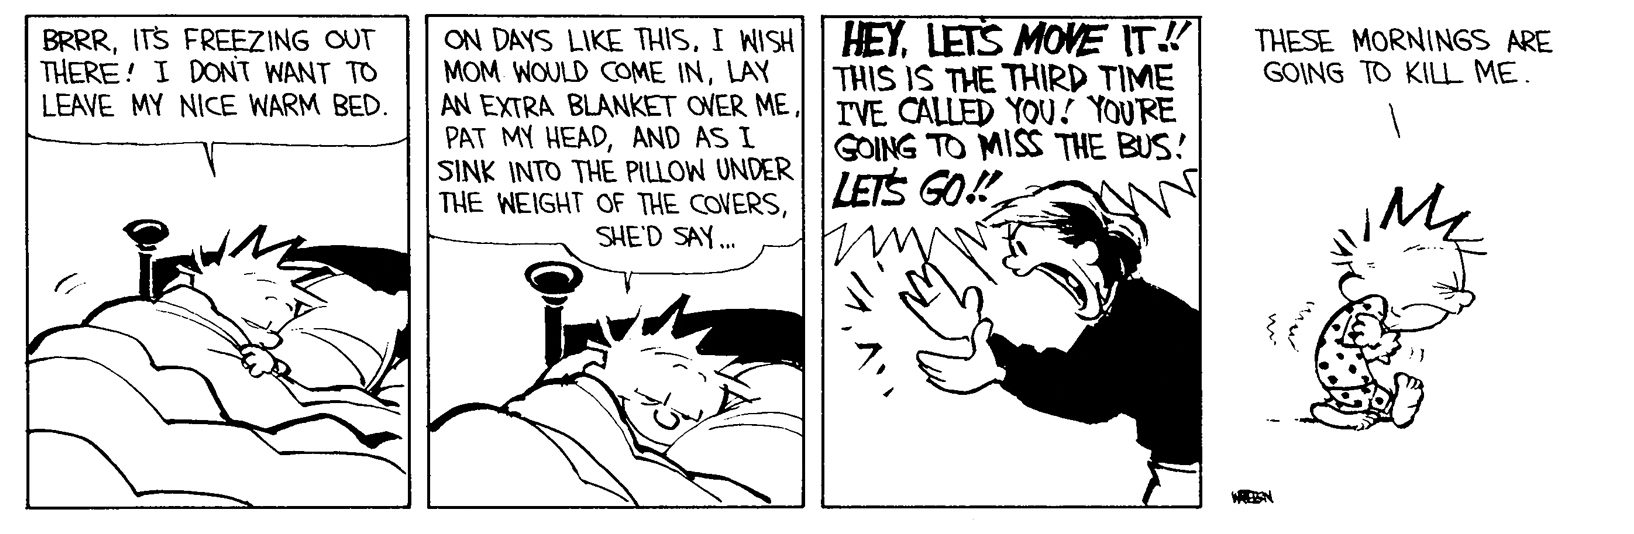 BRRR, IT'S FREEZING OUT
THERE! I DON'T WANT TO
LEAVE MY NICE WARM BED.
ON DAYS LIKE THIS, I WISH
MOM WOULD COME IN, LAY
AN EXTRA BLANKET OVER ME,
PAT MY HEAD, AND AS I
SINK INTO THE PILLOW UNDER
THE WEIGHT OF THE COVERS,
SHE'D SAY...
HEY, LET'S MOVE IT!!
THIS IS THE THIRD TIME
I'VE CALLED YOU! YOU'RE
GOING TO MISS THE BUS!
LET'S GO!!
THESE MORNINGS ARE
GOING TO KILL ME.